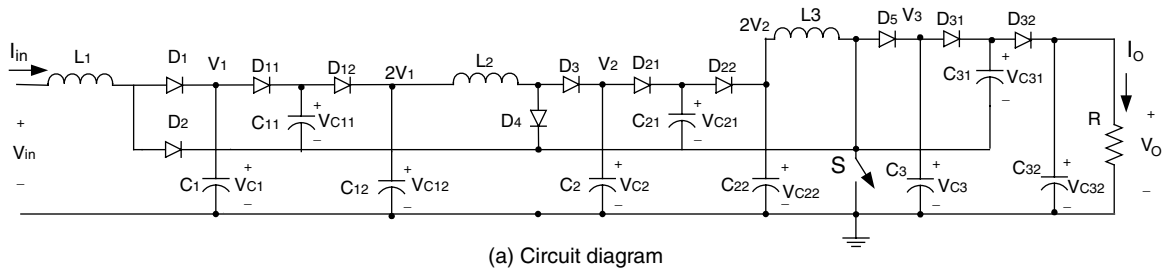 Iin
L1
D1
V1
D11
D12
2V1
L2
D3
V2
D21
D22
2V2
L3
D5
V3
D31
D32
IO
+
Vin
–
D2
C11
+
VC11
–
D4
C21
+
VC21
–
C31
+
VC31
–
R
+
VO
–
C1
+
VC1
–
C12
+
VC12
–
C2
+
VC2
–
C22
+
VC22
–
S
C3
+
VC3
–
C32
+
VC32
–
(a) Circuit diagram